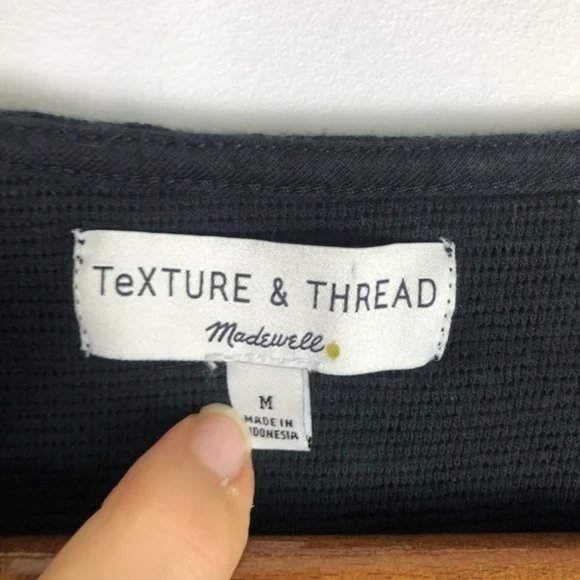 TeXTURE & THREAD
Madewell
M
MADE IN
INDONESIA